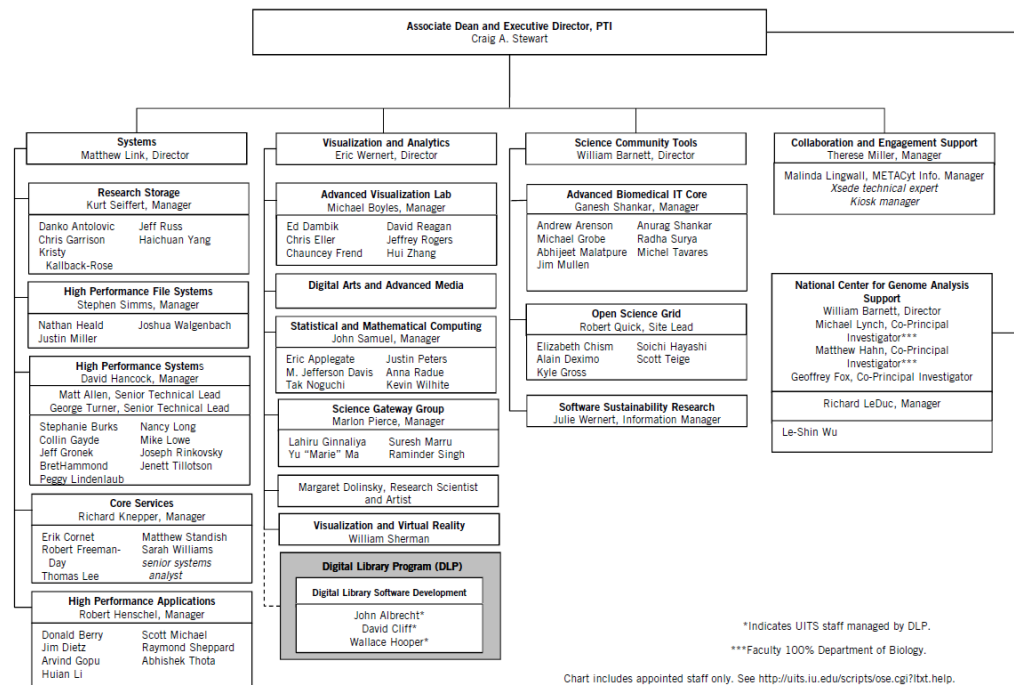 Associate Dean and Executive Director, PTI
Craig A. Stewart
Systems
Matthew Link, Director
Research Storage
Kurt Seiffert, Manager
Danko Antolovic
Chris Garrison
Kristy
Kallback-Rose
Jeff Russ
Haichuan Yang
High Performance File Systems
Stephen Simms, Manager
Nathan Heald
Justin Miller
Joshua Walgenbach
High Performance Systems
David Hancock, Manager
Matt Allen, Senior Technical Lead
George Turner, Senior Technical Lead
Stephanie Burks
Collin Gayde
Jeff Gronek
BretHammond
Peggy Lindenlaub
Nancy Long
Mike Lowe
Joseph Rinkovsky
Jenett Tillotson
Core Services
Richard Knepper, Manager
Erik Cornet
Robert Freeman-
Day
Thomas Lee
Matthew Standish
Sarah Williams
senior systems
analyst
High Performance Applications
Robert Henschel, Manager
Donald Berry
Jim Dietz
Arvind Gopu
Huian Li
Scott Michael
Raymond Sheppard
Abhishek Thota
Visualization and Analytics
Eric Wernert, Director
Advanced Visualization Lab
Michael Boyles, Manager
Ed Dambik
Chris Eller
Chauncey Frend
David Reagan
Jeffrey Rogers
Hui Zhang
Digital Arts and Advanced Media
Statistical and Mathematical Computing
John Samuel, Manager
Eric Applegate
M. Jefferson Davis
Tak Noguchi
Justin Peters
Anna Radue
Kevin Wilhite
Science Gateway Group
Marlon Pierce, Manager
Lahiru Ginnaliya
Yu "Marie" Ma
Suresh Marru
Raminder Singh
Margaret Dolinsky, Research Scientist
and Artist
Visualization and Virtual Reality
William Sherman
Digital Library Program (DLP)
Digital Library Software Development
John Albrecht*
David Cliff*
Wallace Hooper*
Science Community Tools
William Barnett, Director
Advanced Biomedical IT Core
Ganesh Shankar, Manager
Andrew Arenson
Michael Grobe
Abhijeet Malatpure
Jim Mullen
Anurag Shankar
Radha Surya
Michel Tavares
Open Science Grid
Robert Quick, Site Lead
Elizabeth Chism
Alain Deximo
Kyle Gross
Soichi Hayashi
Scott Teige
Software Sustainability Research
Julie Wernert, Information Manager
Collaboration and Engagement Support
Therese Miller, Manager
Malinda Lingwall, METACyt Info. Manager
Xsede technical expert
Kiosk manager
National Center for Genome Analysis
Support
William Barnett, Director
Michael Lynch, Co-Principal
Investigator***
Matthew Hahn, Co-Principal
Investigator***
Geoffrey Fox, Co-Principal Investigator
Richard LeDuc, Manager
Le-Shin Wu
*Indicates UITS staff managed by DLP.
***Faculty 100% Department of Biology.
Chart includes appointed staff only. See http://uits.iu.edu/scripts/ose.cgi?ltxt.help.